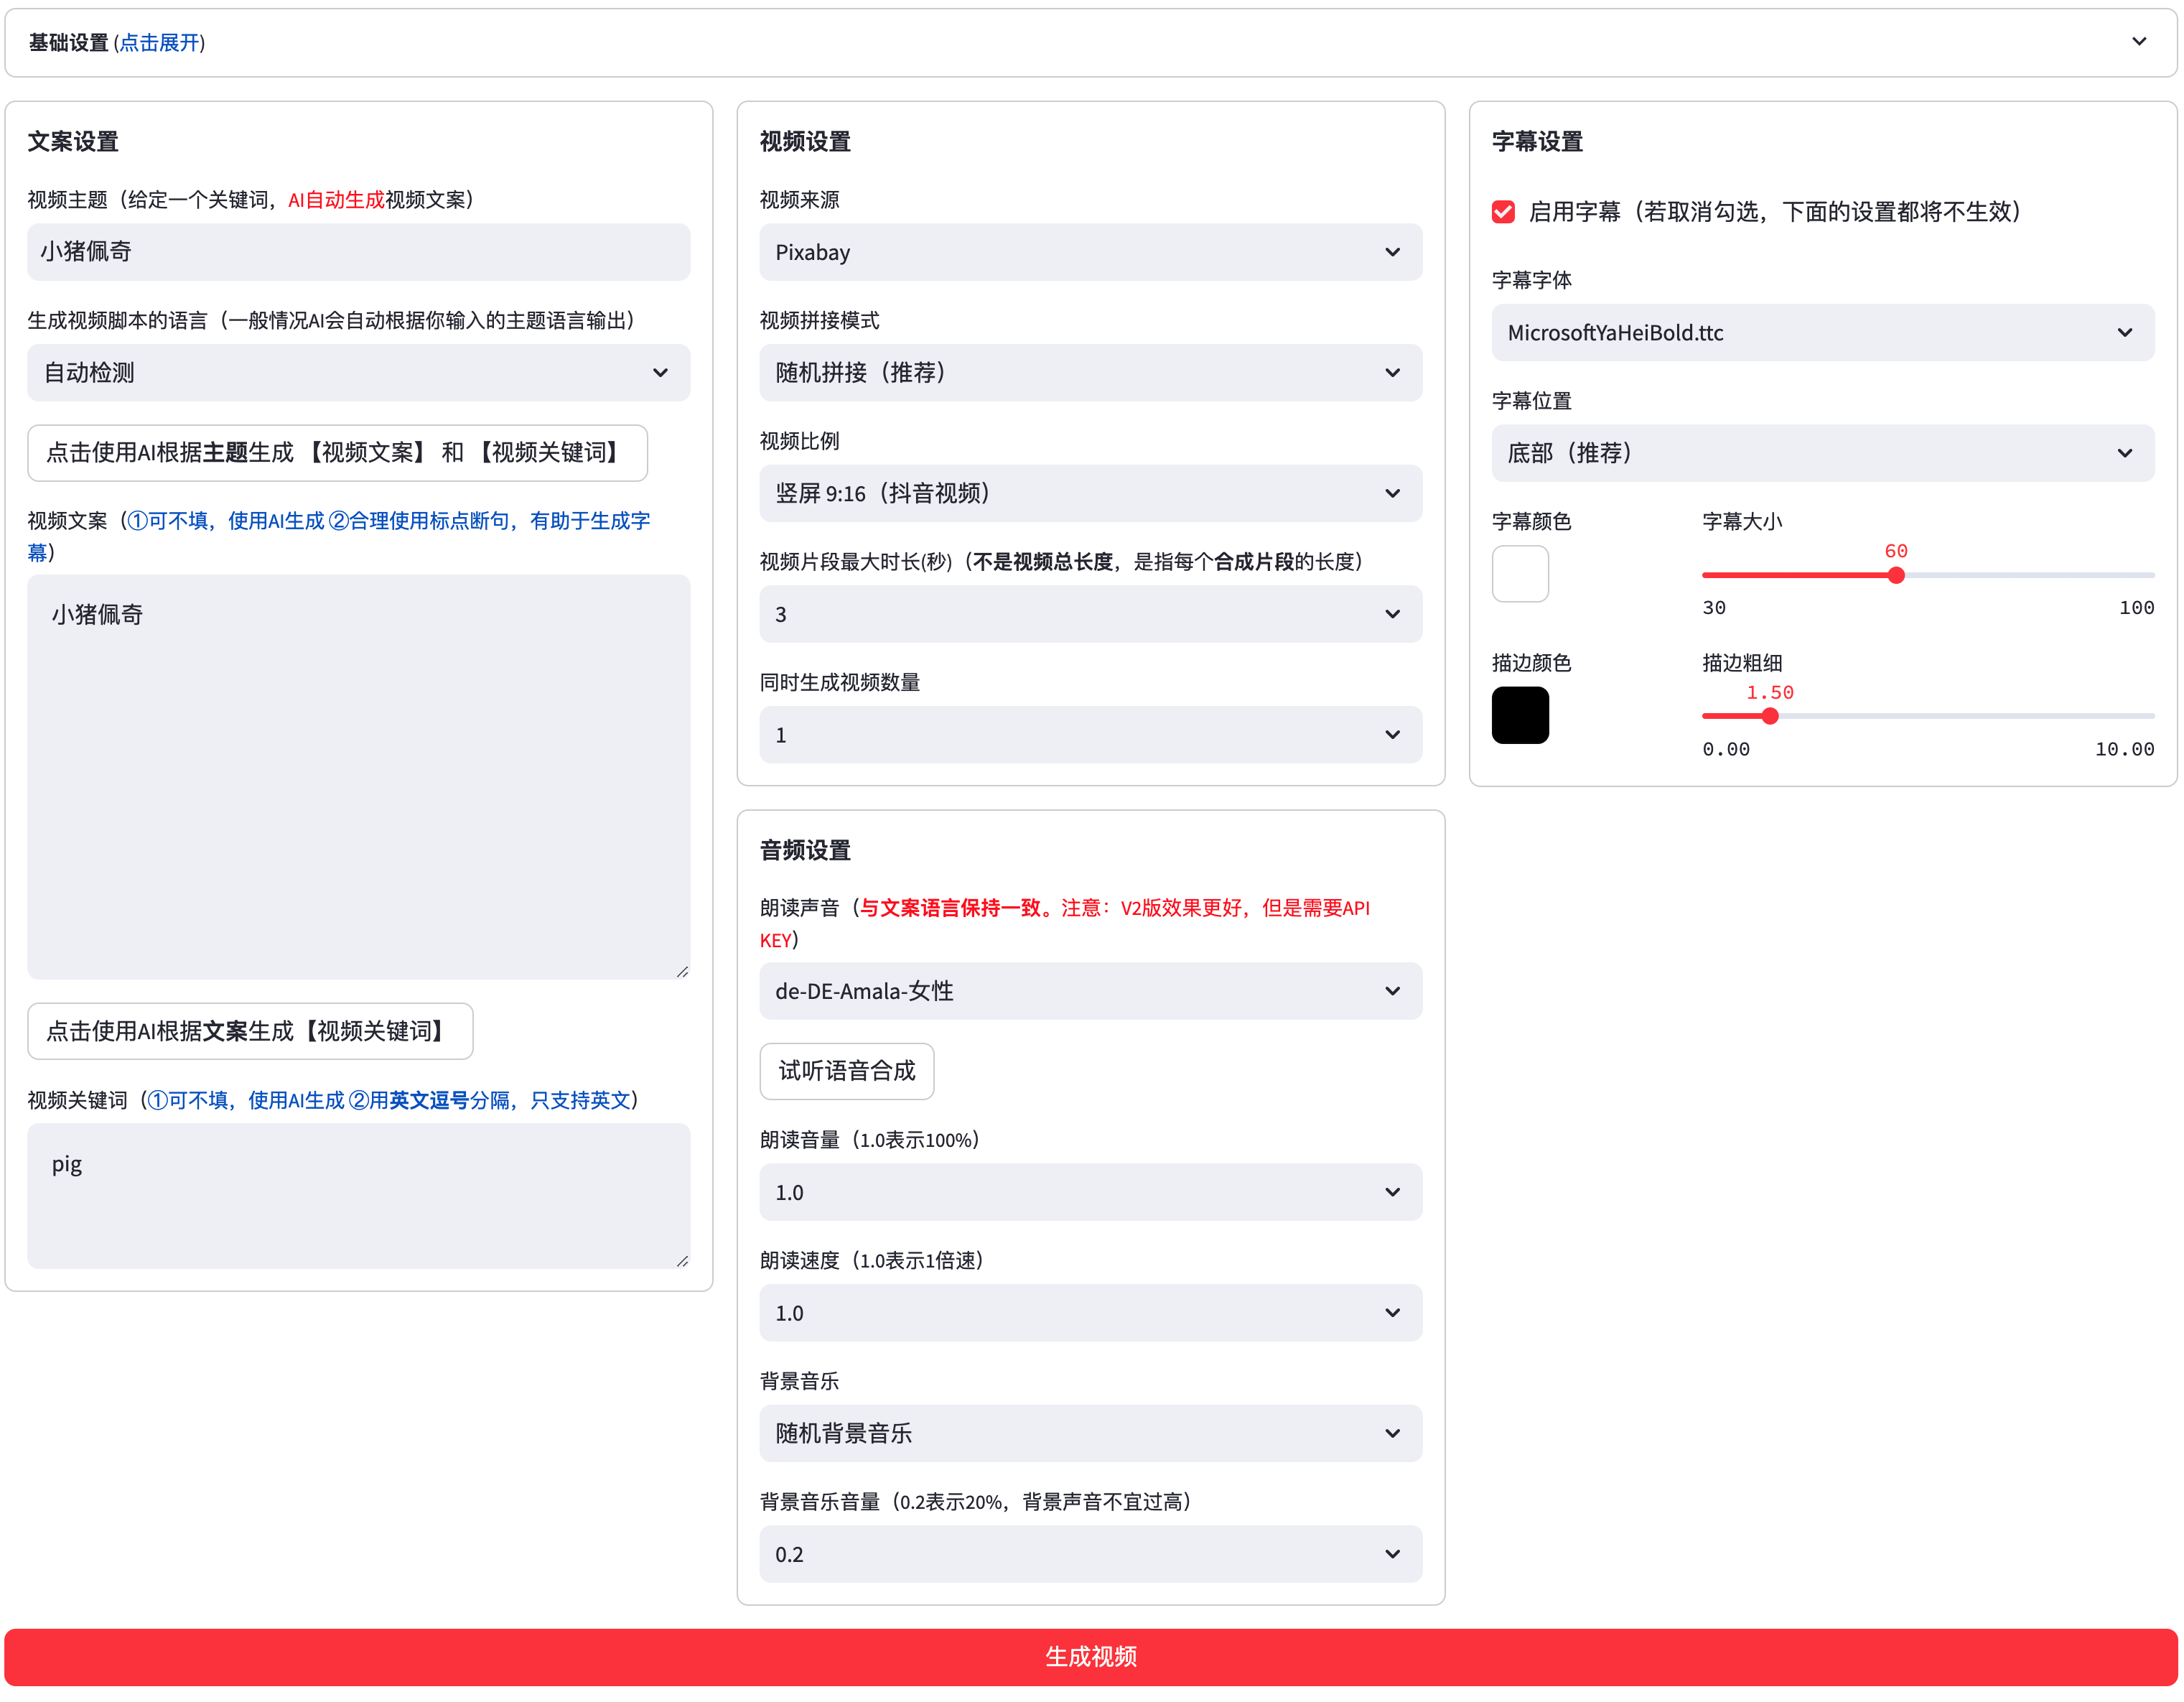 基础设置 (点击展开)
文案设置
视频主题（给定一个关键词，AI自动生成视频文案）
小猪佩奇
生成视频脚本的语言（一般情况AI会自动根据你输入的主题语言输出）
自动检测
点击使用AI根据主题生成 【视频文案】 和 【视频关键词】
视频文案（①可不填，使用AI生成 ②合理使用标点断句，有助于生成字
幕）
小猪佩奇
点击使用AI根据文案生成【视频关键词】
视频关键词（①可不填，使用AI生成 ②用英文逗号分隔，只支持英文）
pig
视频设置
视频来源
Pixabay
视频拼接模式
随机拼接（推荐）
视频比例
竖屏 9:16（抖音视频）
视频片段最大时长(秒)（不是视频总长度，是指每个合成片段的长度）
3
同时生成视频数量
1
音频设置
朗读声音（与文案语言保持一致。注意：V2版效果更好，但是需要API
KEY）
de-DE-Amala-女性
试听语音合成
朗读音量（1.0表示100%）
1.0
朗读速度（1.0表示1倍速）
1.0
背景音乐
随机背景音乐
背景音乐音量（0.2表示20%，背景声音不宜过高）
0.2
字幕设置
启用字幕（若取消勾选，下面的设置都将不生效）
字幕字体
MicrosoftYaHeiBold.ttc
字幕位置
底部（推荐）
字幕颜色
字幕大小
60
30
100
描边颜色
描边粗细
1.50
0.00
10.00
生成视频